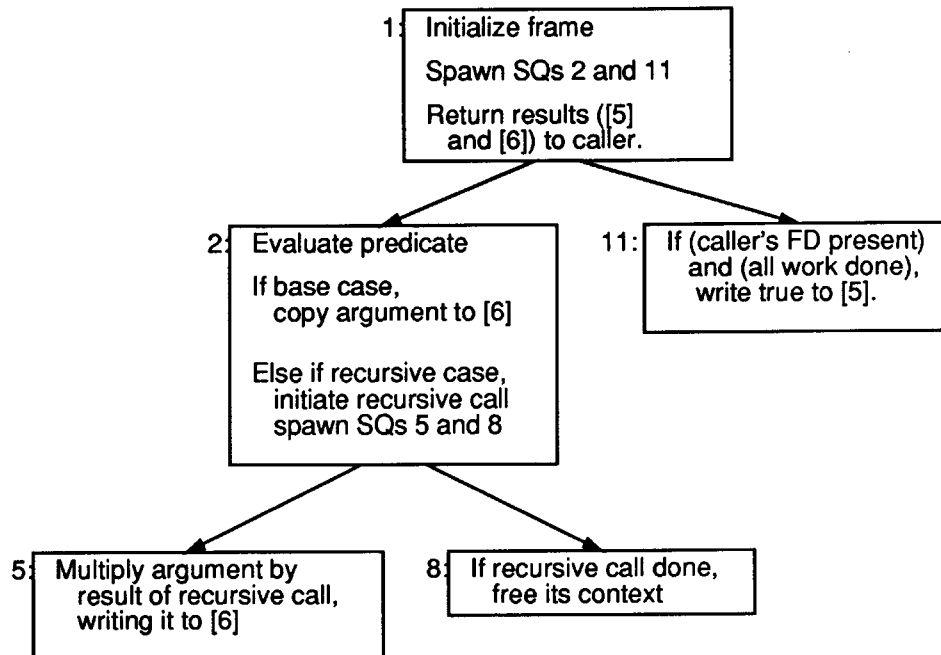 1: Initialize frame
Spawn SQs 2 and 11
Return results ([5]
and [6]) to caller.
2: Evaluate predicate
If base case,
copy argument to [6]
Else if recursive case,
initiate recursive call
spawn SQs 5 and 8
11: If (caller's FD present)
and (all work done),
write true to [5].
5: Multiply argument by
result of recursive call,
writing it to [6]
8: If recursive call done,
free its context